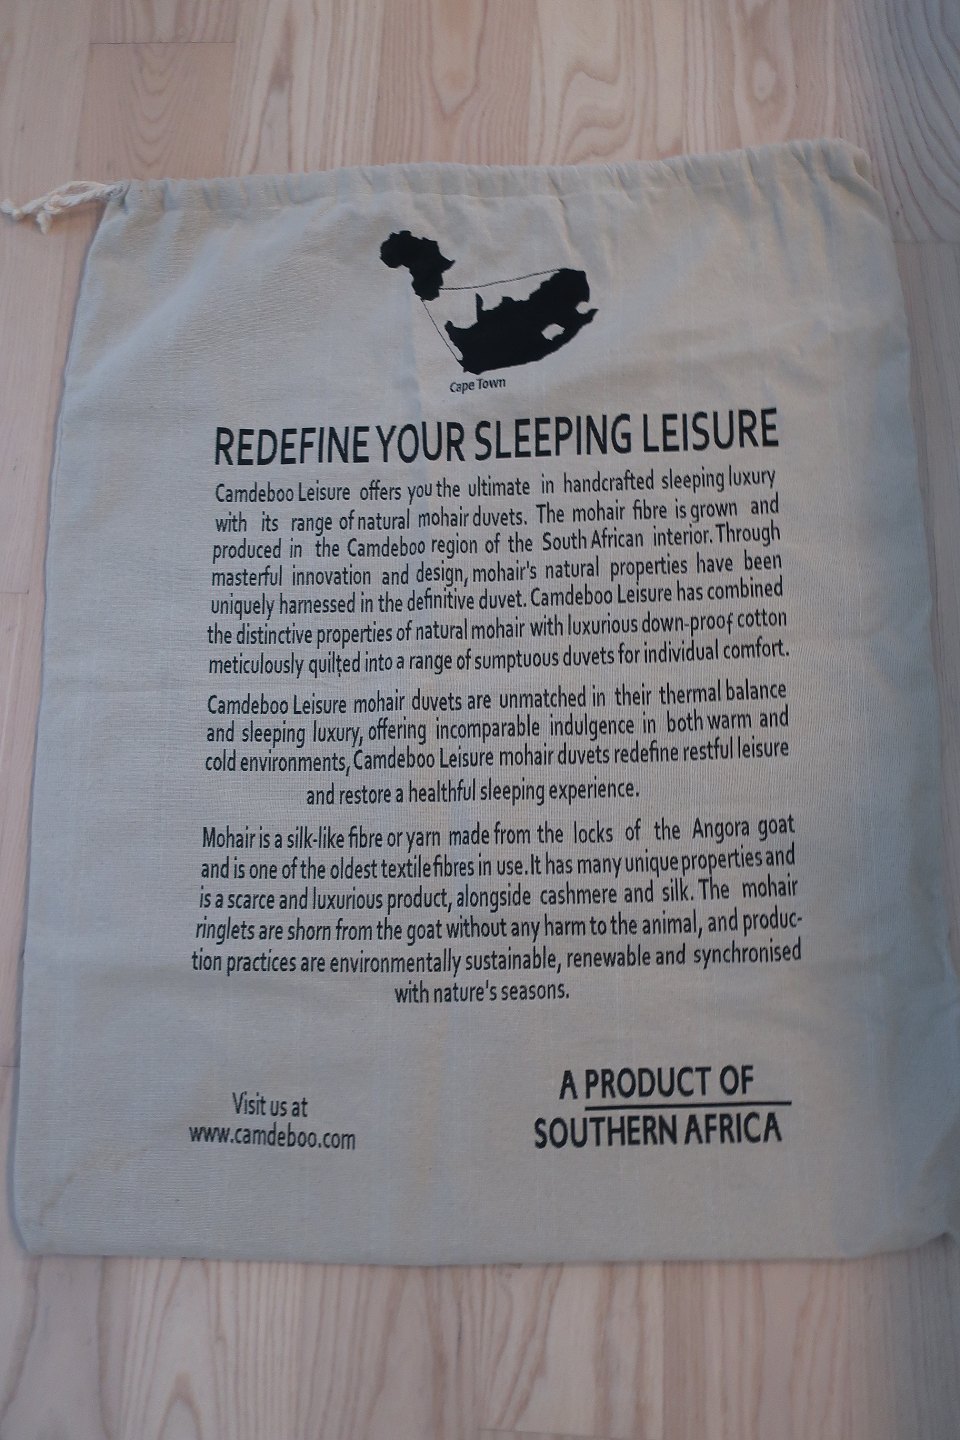 Cape Town
REDEFINE YOUR SLEEPING LEISURE
Camdeboo Leisure offers you the ultimate in handcrafted sleeping luxury
with its range of natural mohair duvets. The mohair fibre is grown and
produced in the Camdeboo region of the South African interior. Through
masterful innovation and design, mohair's natural properties have been
uniquely harnessed in the definitive duvet. Camdeboo Leisure has combined
the distinctive properties of natural mohair with luxurious down-proof cotton
meticulously quilted into a range of sumptuous duvets for individual comfort.
Camdeboo Leisure mohair duvets are unmatched in their thermal balance
and sleeping luxury, offering incomparable indulgence in both warm and
cold environments, Camdeboo Leisure mohair duvets redefine restful leisure
and restore a healthful sleeping experience.
Mohair is a silk-like fibre or yarn made from the locks of the Angora goat
and is one of the oldest textile fibres in use. It has many unique properties and
is a scarce and luxurious product, alongside cashmere and silk. The mohair
ringlets are shorn from the goat without any harm to the animal, and produc-
tion practices are environmentally sustainable, renewable and synchronised
with nature's seasons.
Visit us at
www.camdeboo.com
A PRODUCT OF
SOUTHERN AFRICA